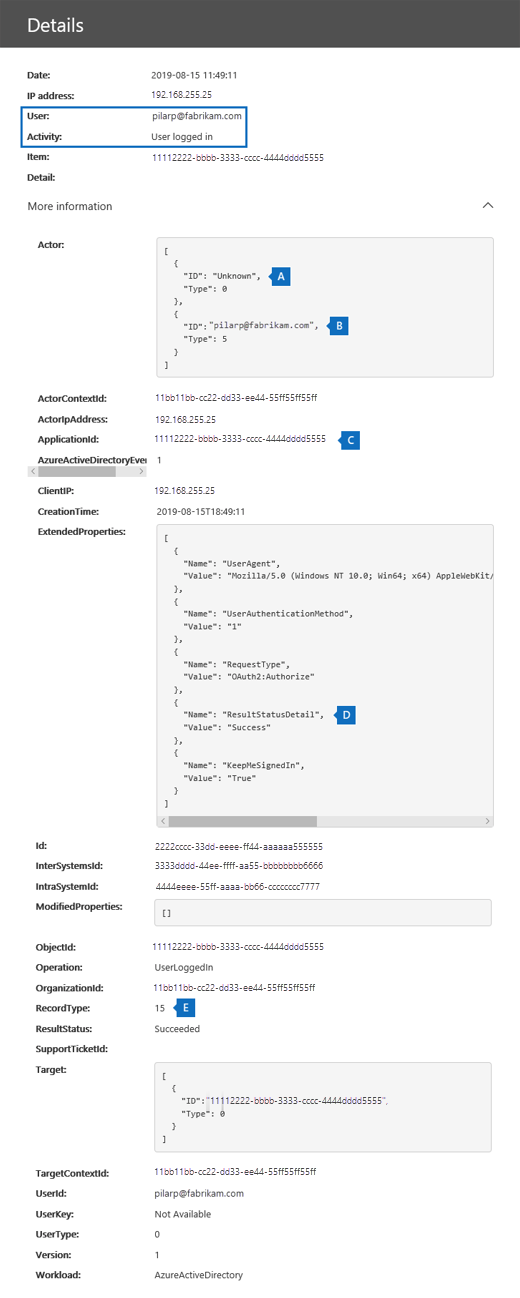 Details
Date: 2019-08-15 11:49:11
IP address: 192.168.255.25
User: pilarp@fabrikam.com
Activity: User logged in
Item: 11112222-bbbb-3333-cccc-4444dddd5555
Detail:
More information
Actor:
[
{
"ID": "Unknown", A
"Type": 0
},
{
"ID":"pilarp@fabrikam.com", B
"Type": 5
}
]
ActorContextId: 11bb11bb-cc22-dd33-ee44-55ff55ff55ff
ActorIpAddress: 192.168.255.25
ApplicationId: 11112222-bbbb-3333-cccc-4444dddd5555 C
AzureActiveDirectoryEve 1
ClientIP: 192.168.255.25
CreationTime: 2019-08-15T18:49:11
ExtendedProperties:
[
{
"Name": "UserAgent",
"Value": "Mozilla/5.0 (Windows NT 10.0; Win64; x64) AppleWebKit/
},
{
"Name": "UserAuthenticationMethod",
"Value": "1"
},
{
"Name": "RequestType",
"Value": "OAuth2:Authorize"
},
{
"Name": "ResultStatusDetail", D
"Value": "Success"
},
{
"Name": "KeepMeSignedIn",
"Value": "True"
}
]
Id: 2222cccc-33dd-eeee-ff44-aaaaaa555555
InterSystemsId: 3333dddd-44ee-ffff-aa55-bbbbbbbb6666
IntraSystemId: 4444eeee-55ff-aaaa-bb66-cccccccc7777
ModifiedProperties: []
ObjectId: 11112222-bbbb-3333-cccc-4444dddd5555
Operation: UserLoggedIn
OrganizationId: 11bb11bb-cc22-dd33-ee44-55ff55ff55ff
RecordType: 15 E
ResultStatus: Succeeded
SupportTicketId:
Target:
[
{
"ID":"11112222-bbbb-3333-cccc-4444dddd5555",
"Type": 0
}
]
TargetContextId: 11bb11bb-cc22-dd33-ee44-55ff55ff55ff
UserId: pilarp@fabrikam.com
UserKey: Not Available
UserType: 0
Version: 1
Workload: AzureActiveDirectory